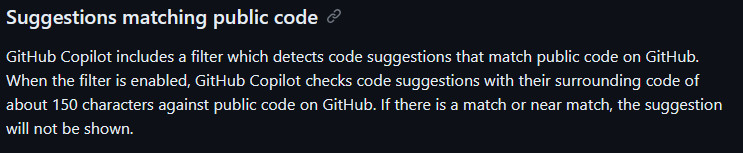 Suggestions matching public code
GitHub Copilot includes a filter which detects code suggestions that match public code on GitHub.
When the filter is enabled, GitHub Copilot checks code suggestions with their surrounding code of
about 150 characters against public code on GitHub. If there is a match or near match, the suggestion
will not be shown.